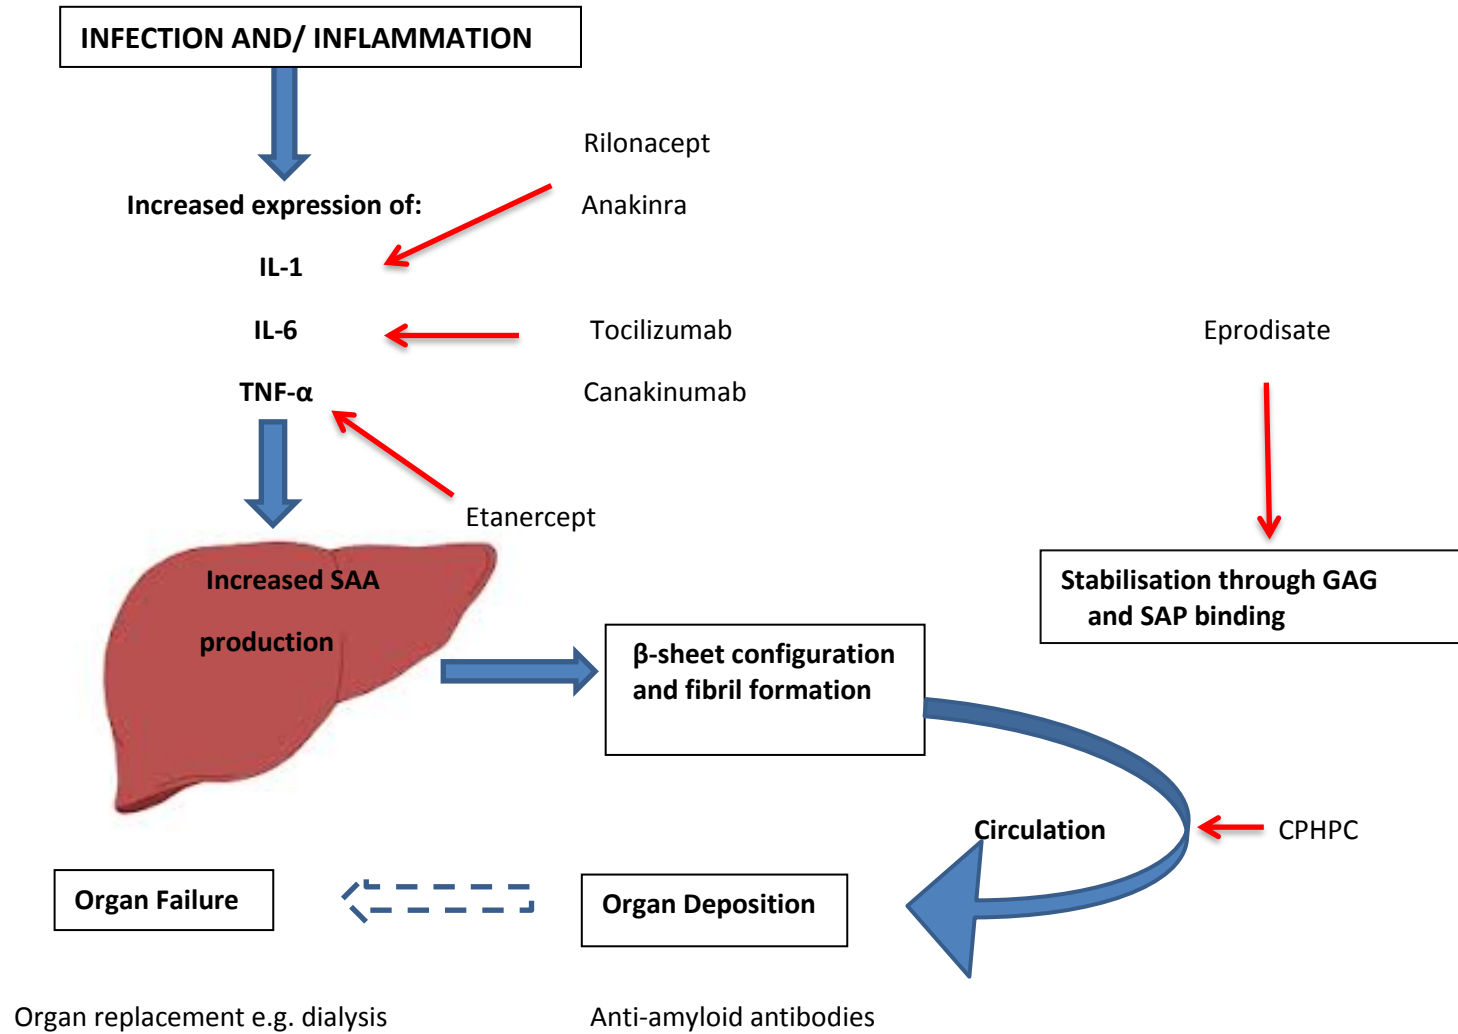 INFECTION AND/ INFLAMMATION
Rilonacept
Increased expression of:
Anakinra
IL-1
IL-6
Tocilizumab
Eprodisate
TNF-α
Canakinumab
Etanercept
Increased SAA
production
Stabilisation through GAG
and SAP binding
β-sheet configuration
and fibril formation
Circulation
CPHPC
Organ Failure
Organ Deposition
Organ replacement e.g. dialysis
Anti-amyloid antibodies